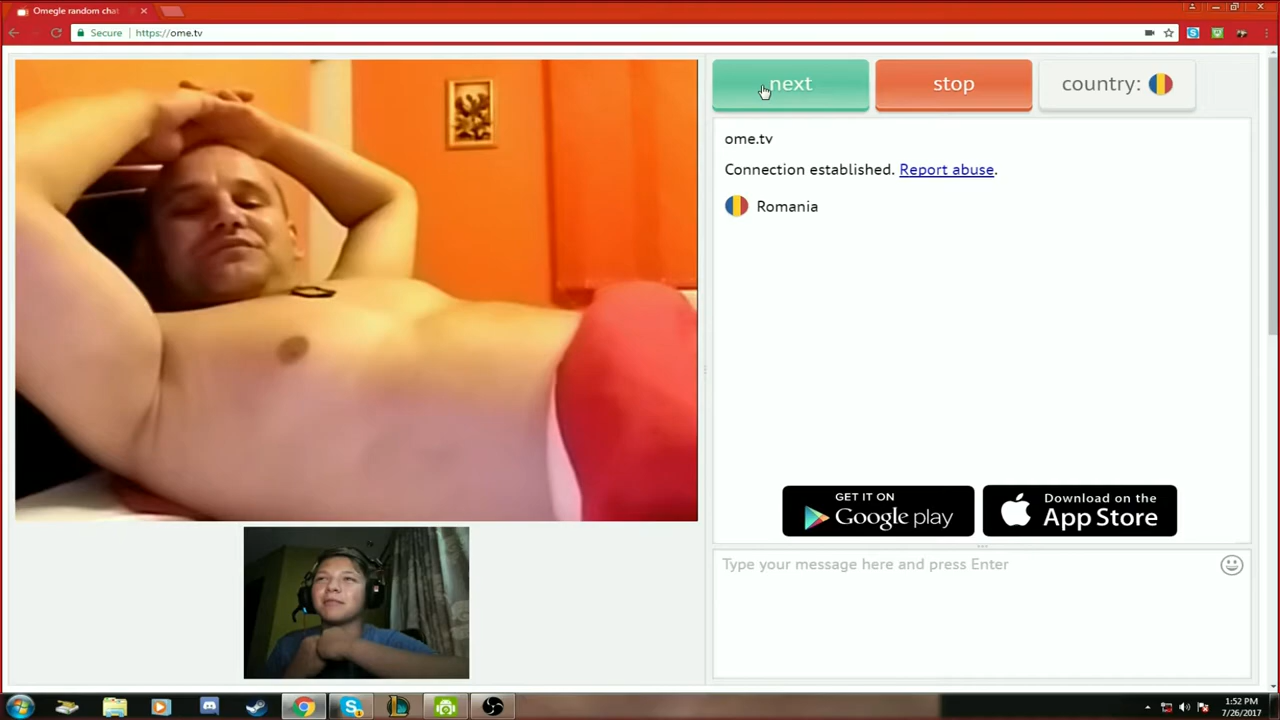 Omegle random cha
Secure
https://ome.tv
next
stop
country:
ome.tv
Connection established. Report abuse.
Romania
GET IT ON
Google play
Download on the
App Store
Type your message here and press Enter
1:52 PM
7/26/2017